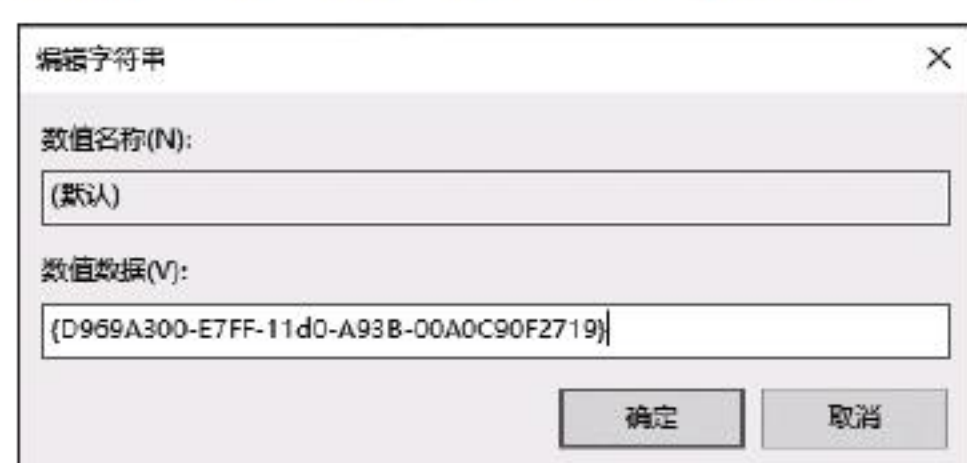 编辑字符串
数值名称(N):
(默认)
数值数据(V):
{D969A300-E7FF-11d0-A93B-00A0C90F2719}
确定
取消